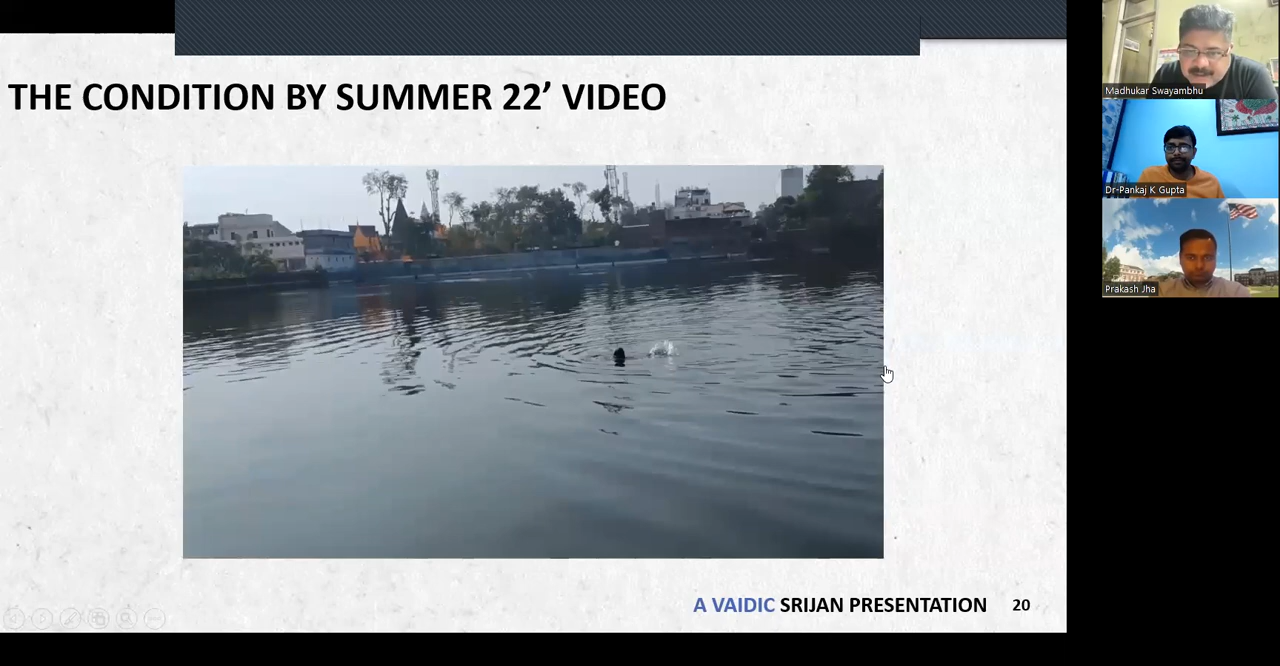 THE CONDITION BY SUMMER 22’ VIDEO
A VAIDIC SRIJAN PRESENTATION
20
Madhukar Swayambhu
Dr-Pankaj K Gupta
Prakash Jha